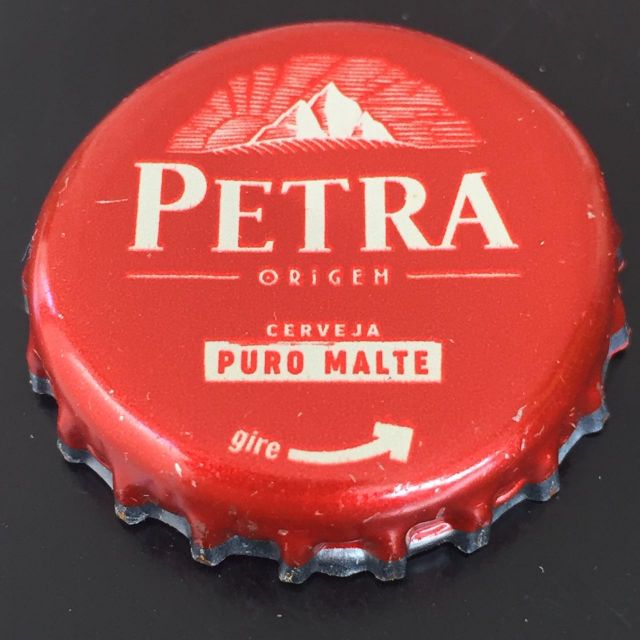 PETRA
ORiGEM
CERVEJA
PURO MALTE
gire